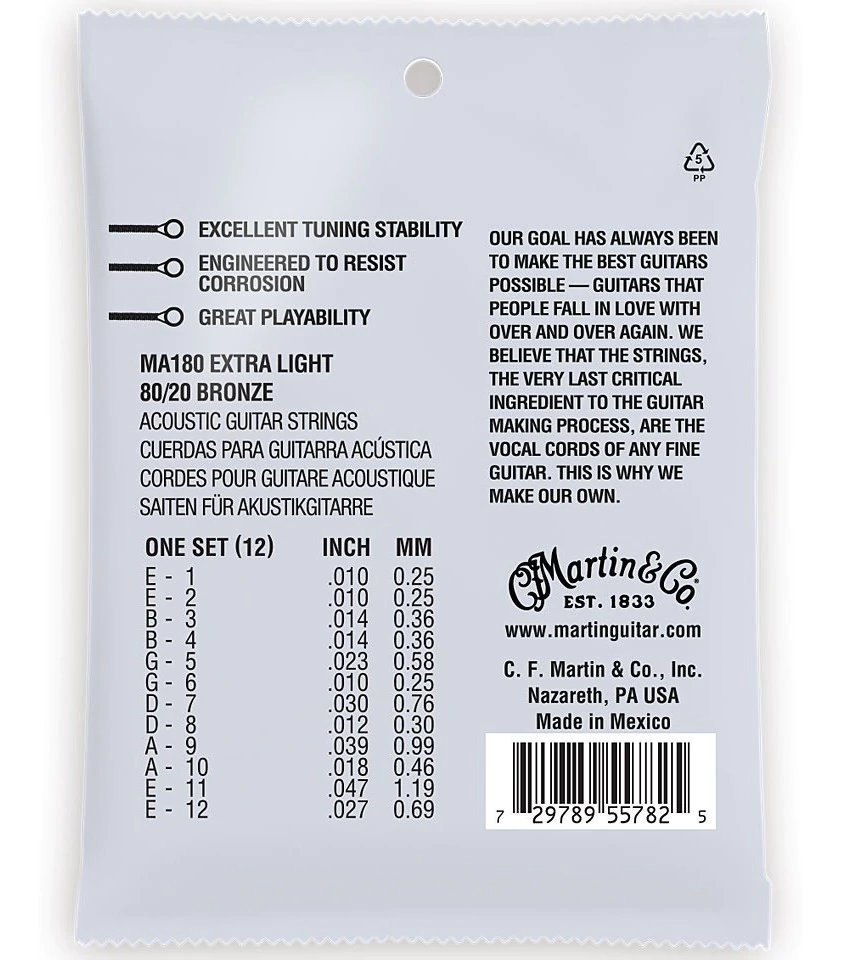 5
PP
EXCELLENT TUNING STABILITY
ENGINEERED TO RESIST
CORROSION
GREAT PLAYABILITY
MA180 EXTRA LIGHT
80/20 BRONZE
ACOUSTIC GUITAR STRINGS
CUERDAS PARA GUITARRA ACÚSTICA
CORDES POUR GUITARE ACOUSTIQUE
SAITEN FÜR AKUSTIKGITARRE
ONE SET (12) INCH MM
E - 1 .010 0.25
E - 2 .010 0.25
B - 3 .014 0.36
B - 4 .014 0.36
G - 5 .023 0.58
G - 6 .010 0.25
D - 7 .030 0.76
D - 8 .012 0.30
A - 9 .039 0.99
A - 10 .018 0.46
E - 11 .047 1.19
E - 12 .027 0.69
OUR GOAL HAS ALWAYS BEEN
TO MAKE THE BEST GUITARS
POSSIBLE — GUITARS THAT
PEOPLE FALL IN LOVE WITH
OVER AND OVER AGAIN. WE
BELIEVE THAT THE STRINGS,
THE VERY LAST CRITICAL
INGREDIENT TO THE GUITAR
MAKING PROCESS, ARE THE
VOCAL CORDS OF ANY FINE
GUITAR. THIS IS WHY WE
MAKE OUR OWN.
CF Martin & Co.®
EST. 1833
www.martinguitar.com
C. F. Martin & Co., Inc.
Nazareth, PA USA
Made in Mexico
7 29789 55782 5